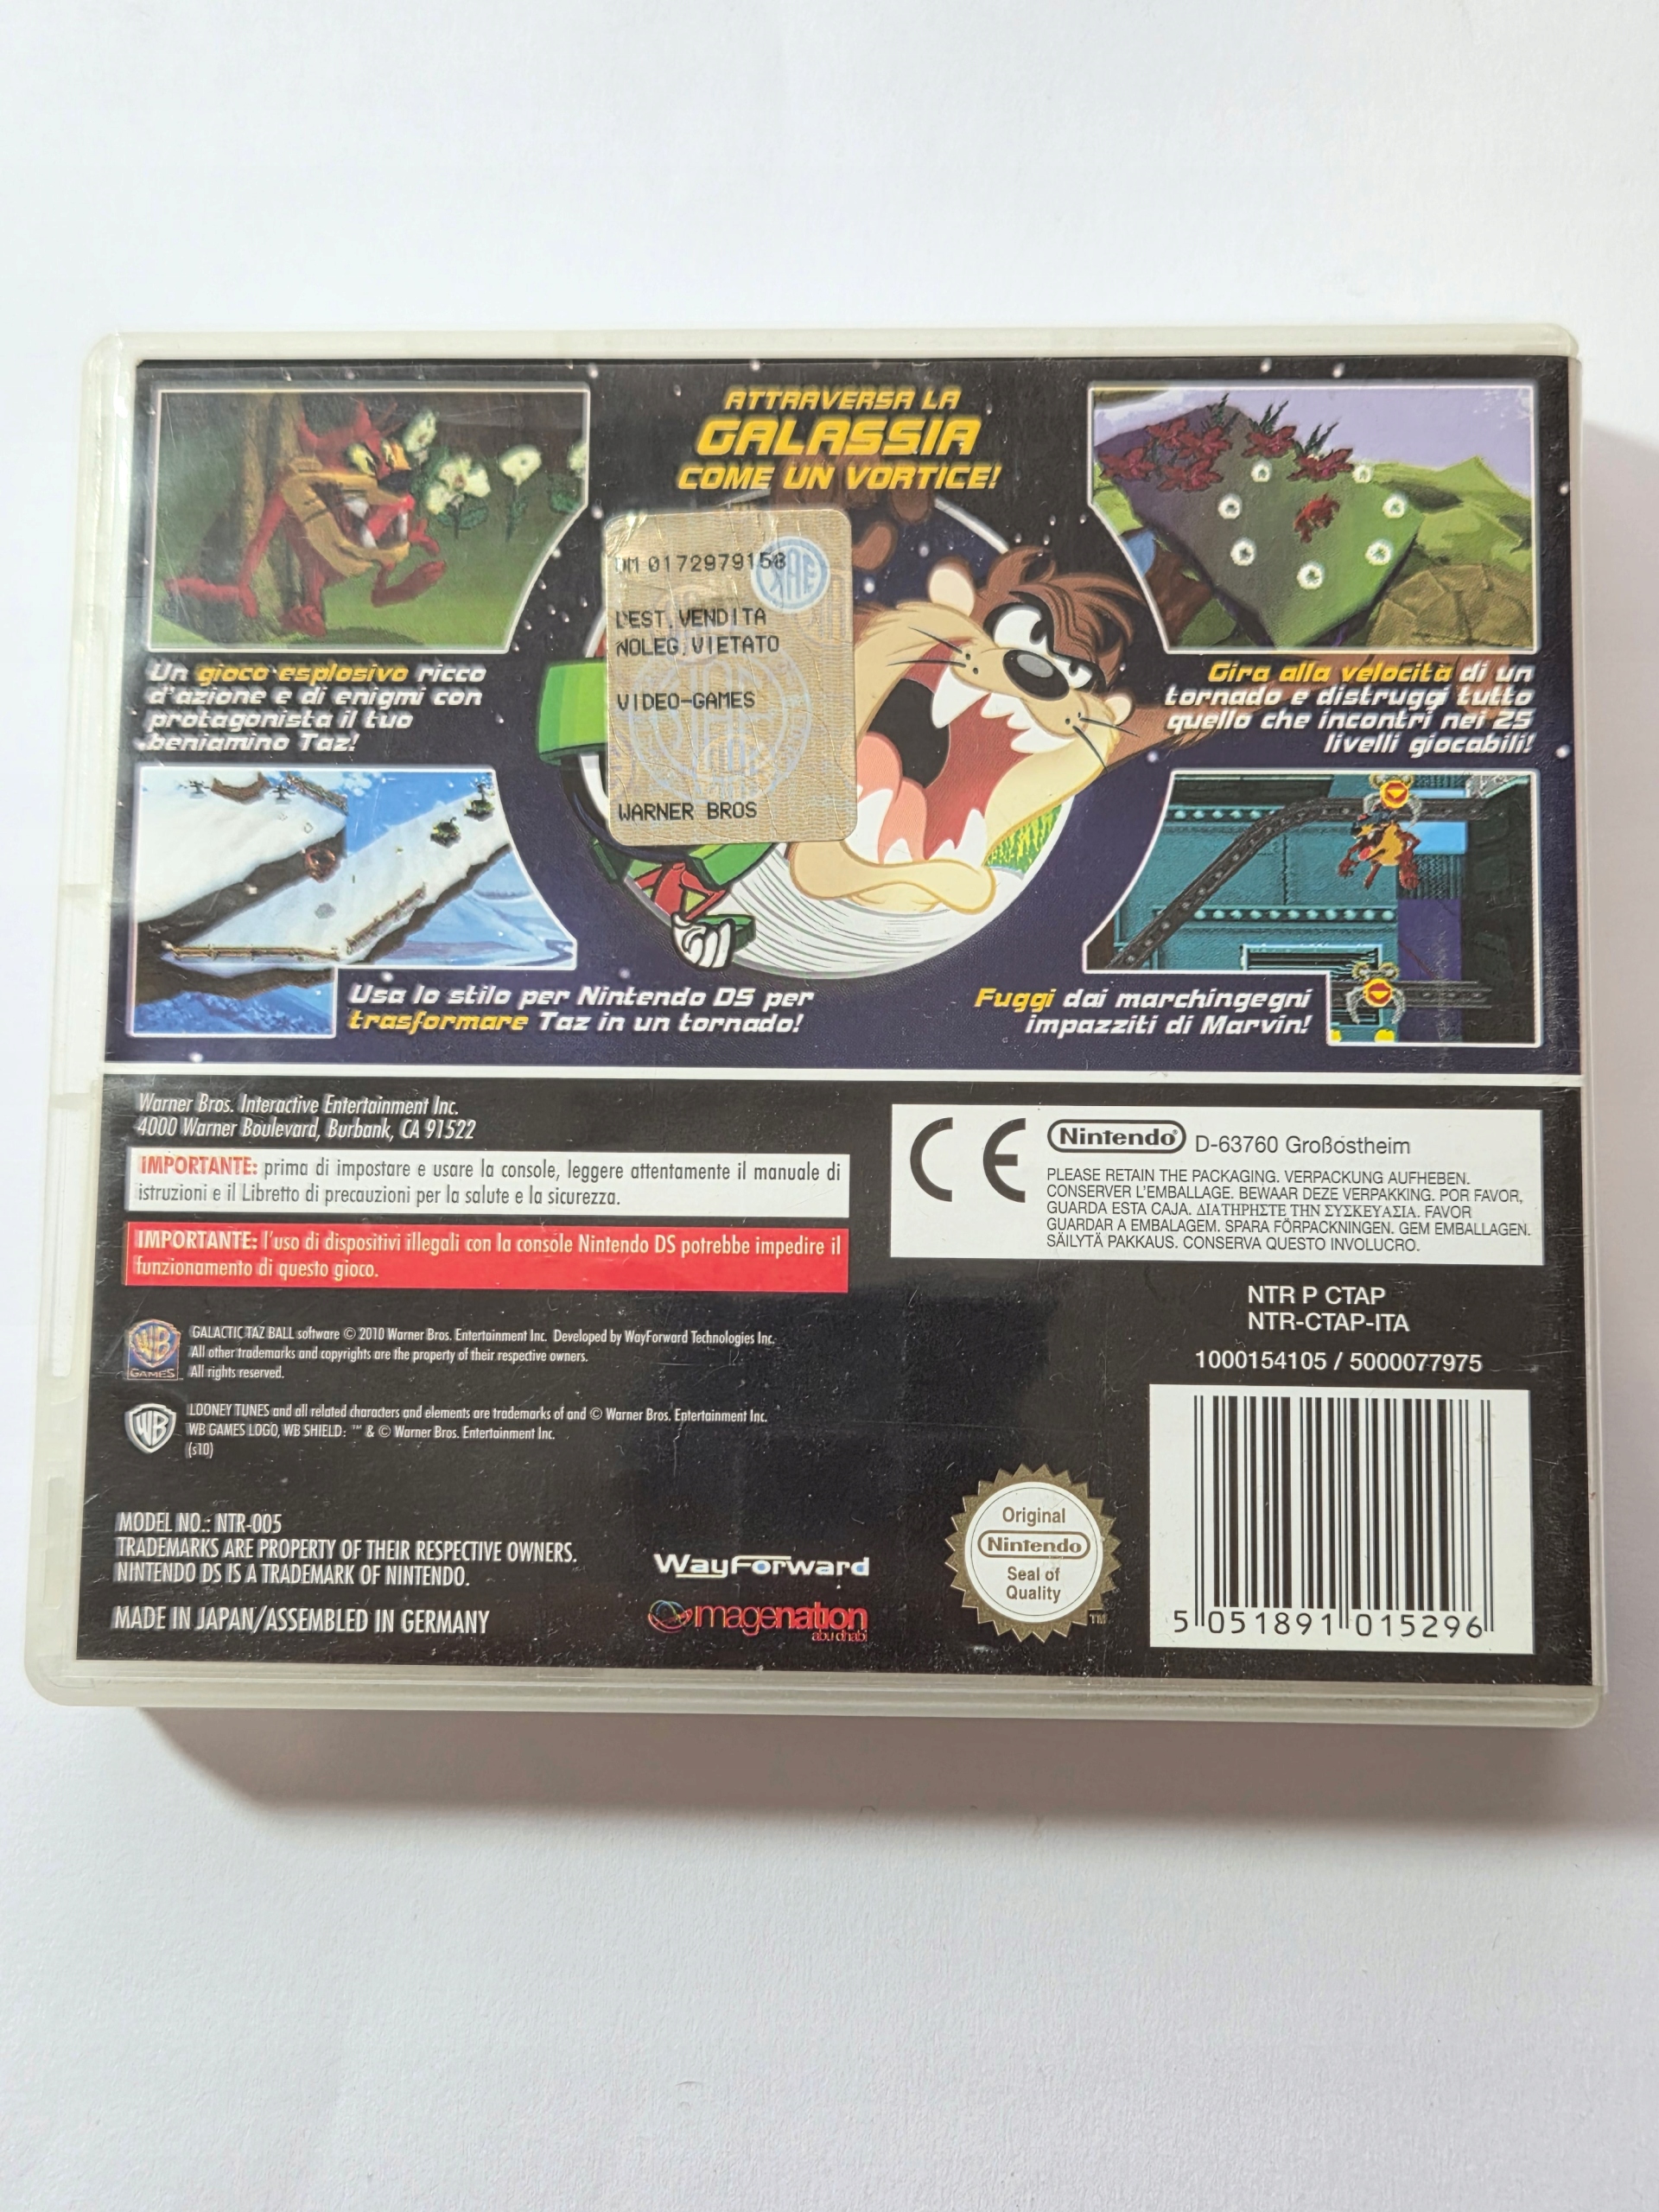 ATTRAVERSA LA
GALASSIA
COME UN VORTICE!
0172979158
DEST.VENDITA
NOLEG.VIETATO
VIDEO-GAMES
WARNER BROS
SIAE
Un gioco esplosivo ricco
d'azione e di enigmi con
protagonista il tuo
beniamino Taz!
Gira alla velocità di un
tornado e distruggi tutto
quello che incontri nei 25
livelli giocabili!
Usa lo stilo per Nintendo DS per
trasformare Taz in un tornado!
Fuggi dai marchingegni
impazziti di Marvin!
Warner Bros. Interactive Entertainment Inc.
4000 Warner Boulevard, Burbank, CA 91522
IMPORTANTE: prima di impostare e usare la console, leggere attentamente il manuale di
istruzioni e il Libretto di precauzioni per la salute e la sicurezza.
IMPORTANTE: l'uso di dispositivi illegali con la console Nintendo DS potrebbe impedire il
funzionamento di questo gioco.
CE
Nintendo® D-63760 Großostheim
PLEASE RETAIN THE PACKAGING. VERPACKUNG AUFHEBEN.
CONSERVER L'EMBALLAGE. BEWAAR DEZE VERPAKKING. POR FAVOR,
GUARDA ESTA CAJA. ΔΙΑΤΗΡΗΣΤΕ ΤΗΝ ΣΥΣΚΕΥΑΣΙΑ. FAVOR
GUARDAR A EMBALAGEM. SPARA FÖRPACKNINGEN. GEM EMBALLAGEN.
SÄILYTÄ PAKKAUS. CONSERVA QUESTO INVOLUCRO.
NTR P CTAP
NTR-CTAP-ITA
1000154105 / 5000077975
WB
GAMES
GALACTIC TAZ BALL software © 2010 Warner Bros. Entertainment Inc. Developed by WayForward Technologies Inc.
All other trademarks and copyrights are the property of their respective owners.
All rights reserved.
WB
LOONEY TUNES and all related characters and elements are trademarks of and © Warner Bros. Entertainment Inc.
WB GAMES LOGO, WB SHIELD: ™ & © Warner Bros. Entertainment Inc.
(s10)
MODEL NO.: NTR-005
TRADEMARKS ARE PROPERTY OF THEIR RESPECTIVE OWNERS.
NINTENDO DS IS A TRADEMARK OF NINTENDO.
MADE IN JAPAN/ASSEMBLED IN GERMANY
WayForward
imagenation
abu dhabi
Original
Nintendo
Seal of
Quality
TM
5 051891 015296